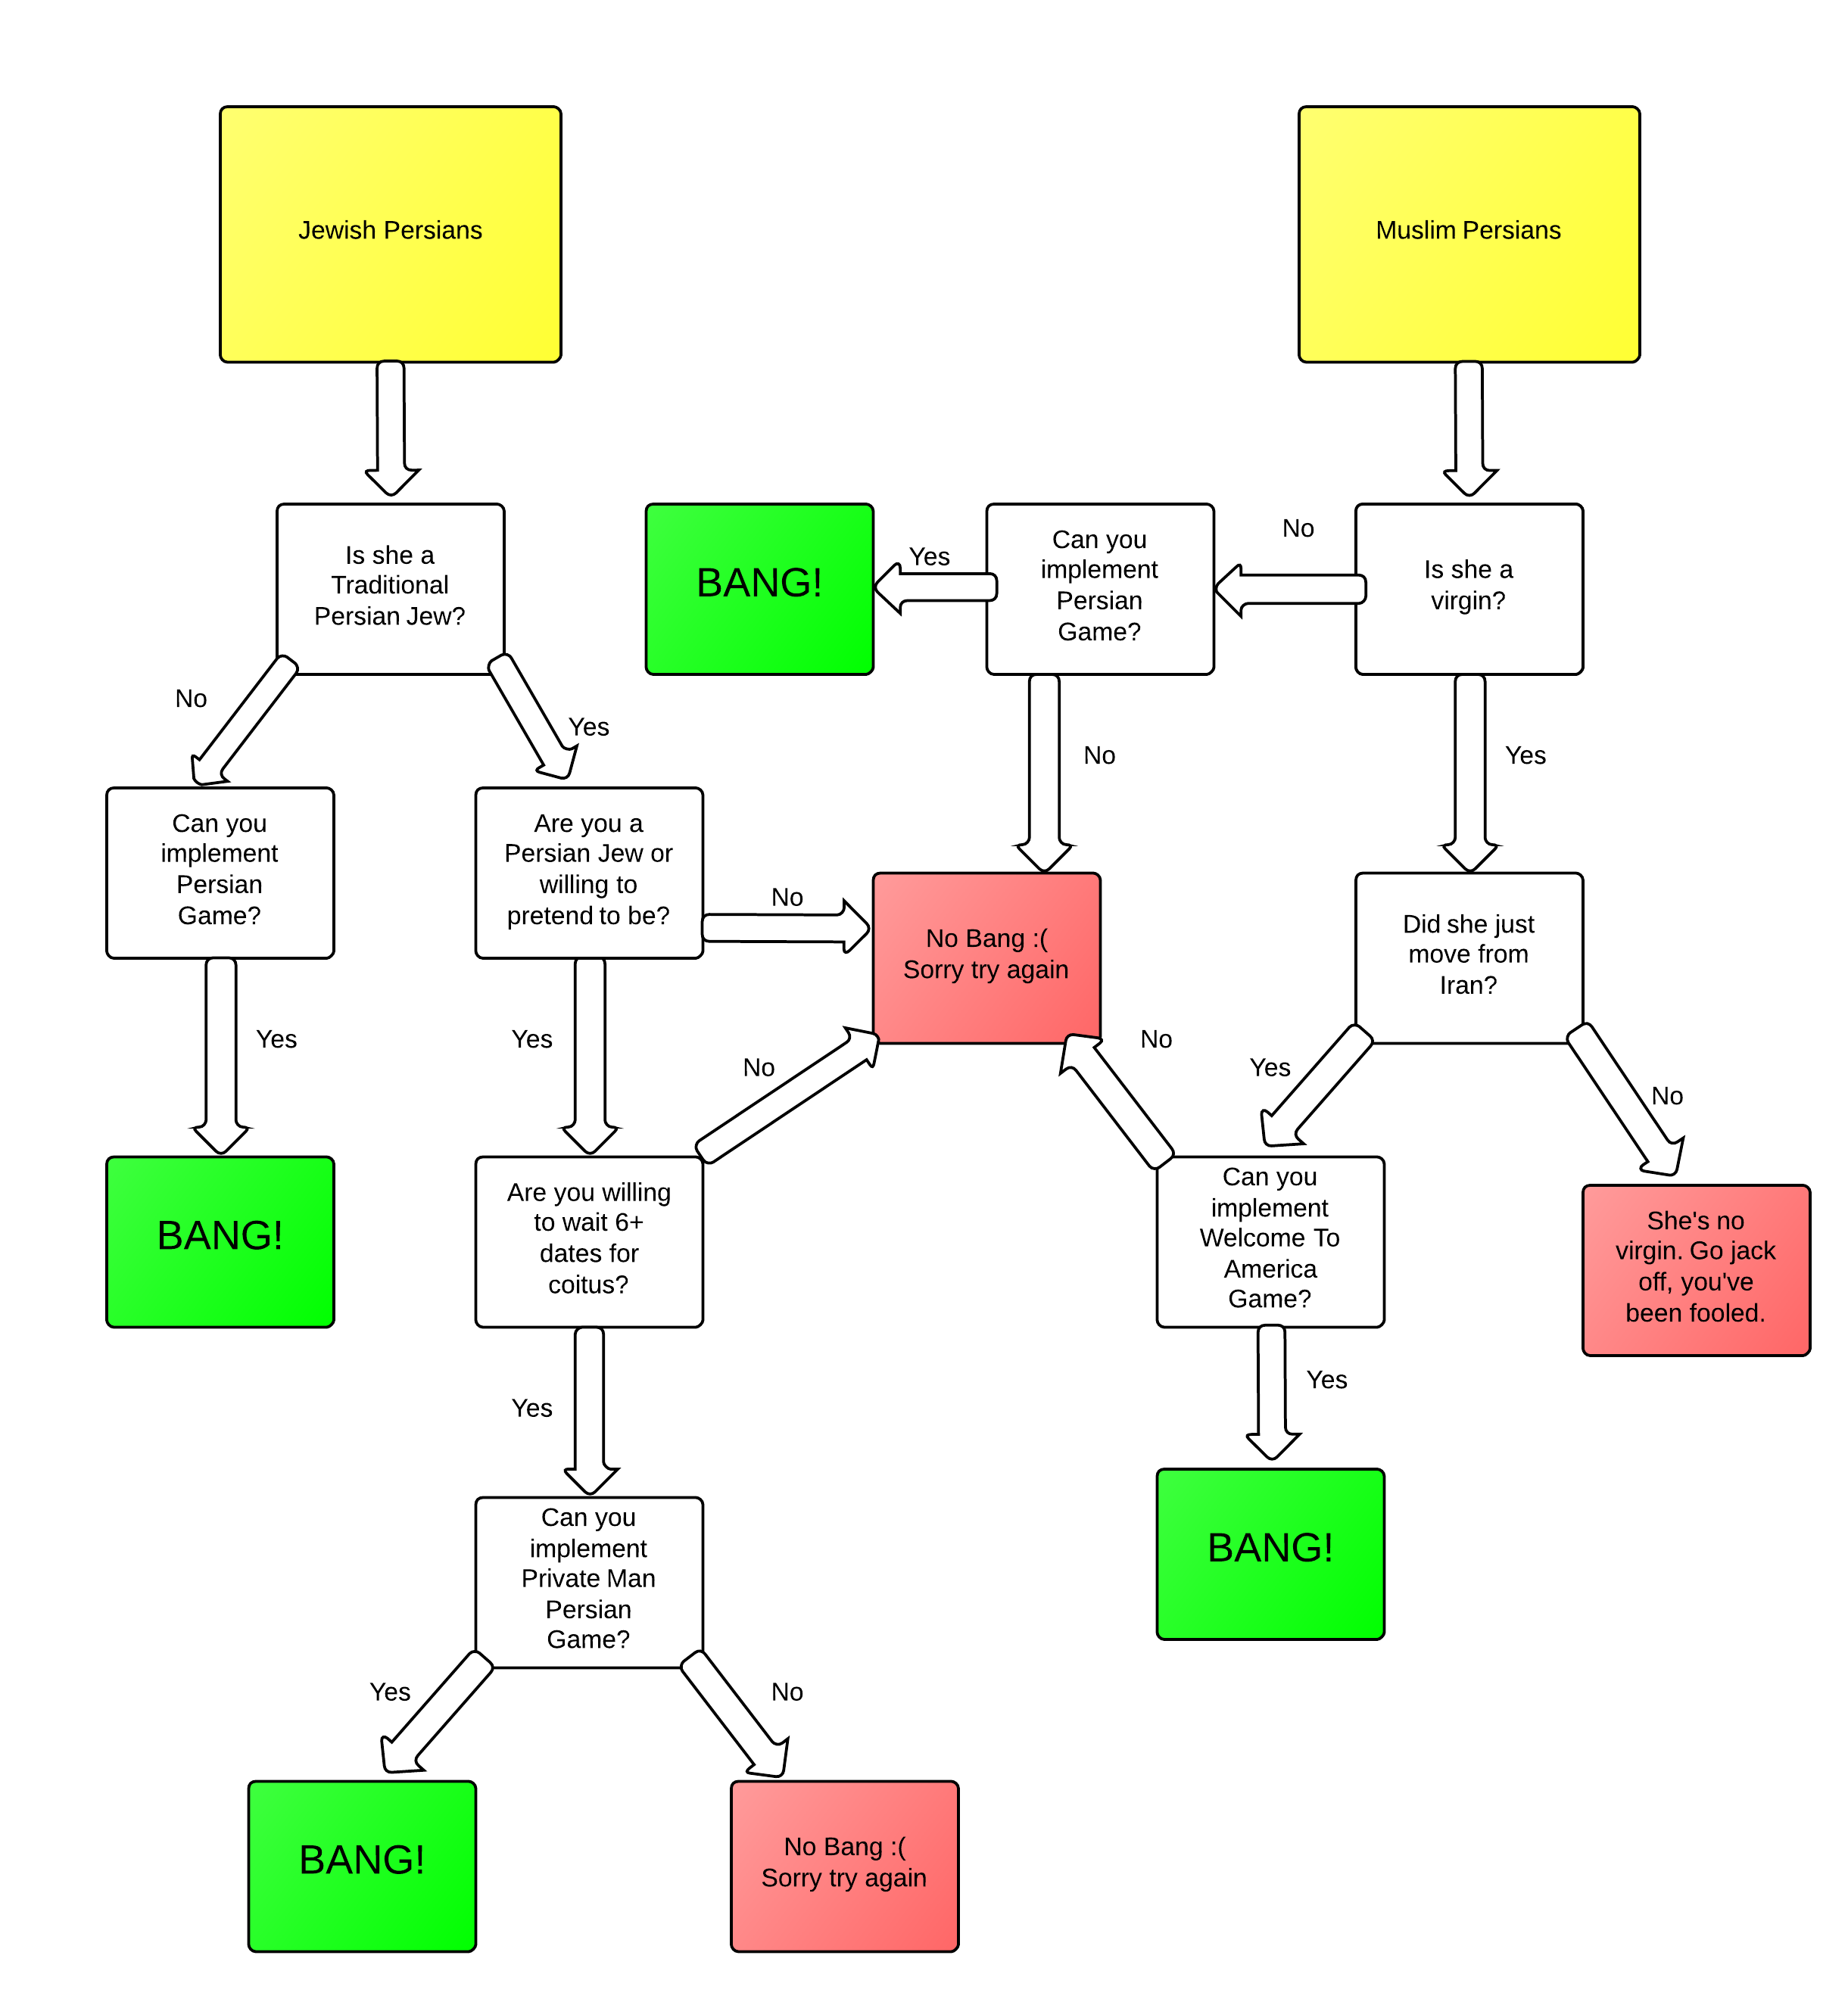 Jewish Persians
Muslim Persians
Is she a
Traditional
Persian Jew?
BANG!
Yes
Can you
implement
Persian
Game?
No
Is she a
virgin?
No
Yes
No
Yes
Can you
implement
Persian
Game?
Are you a
Persian Jew or
willing to
pretend to be?
No
No Bang :(
Sorry try again
Did she just
move from
Iran?
Yes
Yes
No
No
Yes
No
BANG!
Are you willing
to wait 6+
dates for
coitus?
Can you
implement
Welcome To
America
Game?
She's no
virgin. Go jack
off, you've
been fooled.
Yes
Yes
Can you
implement
Private Man
Persian
Game?
BANG!
Yes
No
BANG!
No Bang :(
Sorry try again